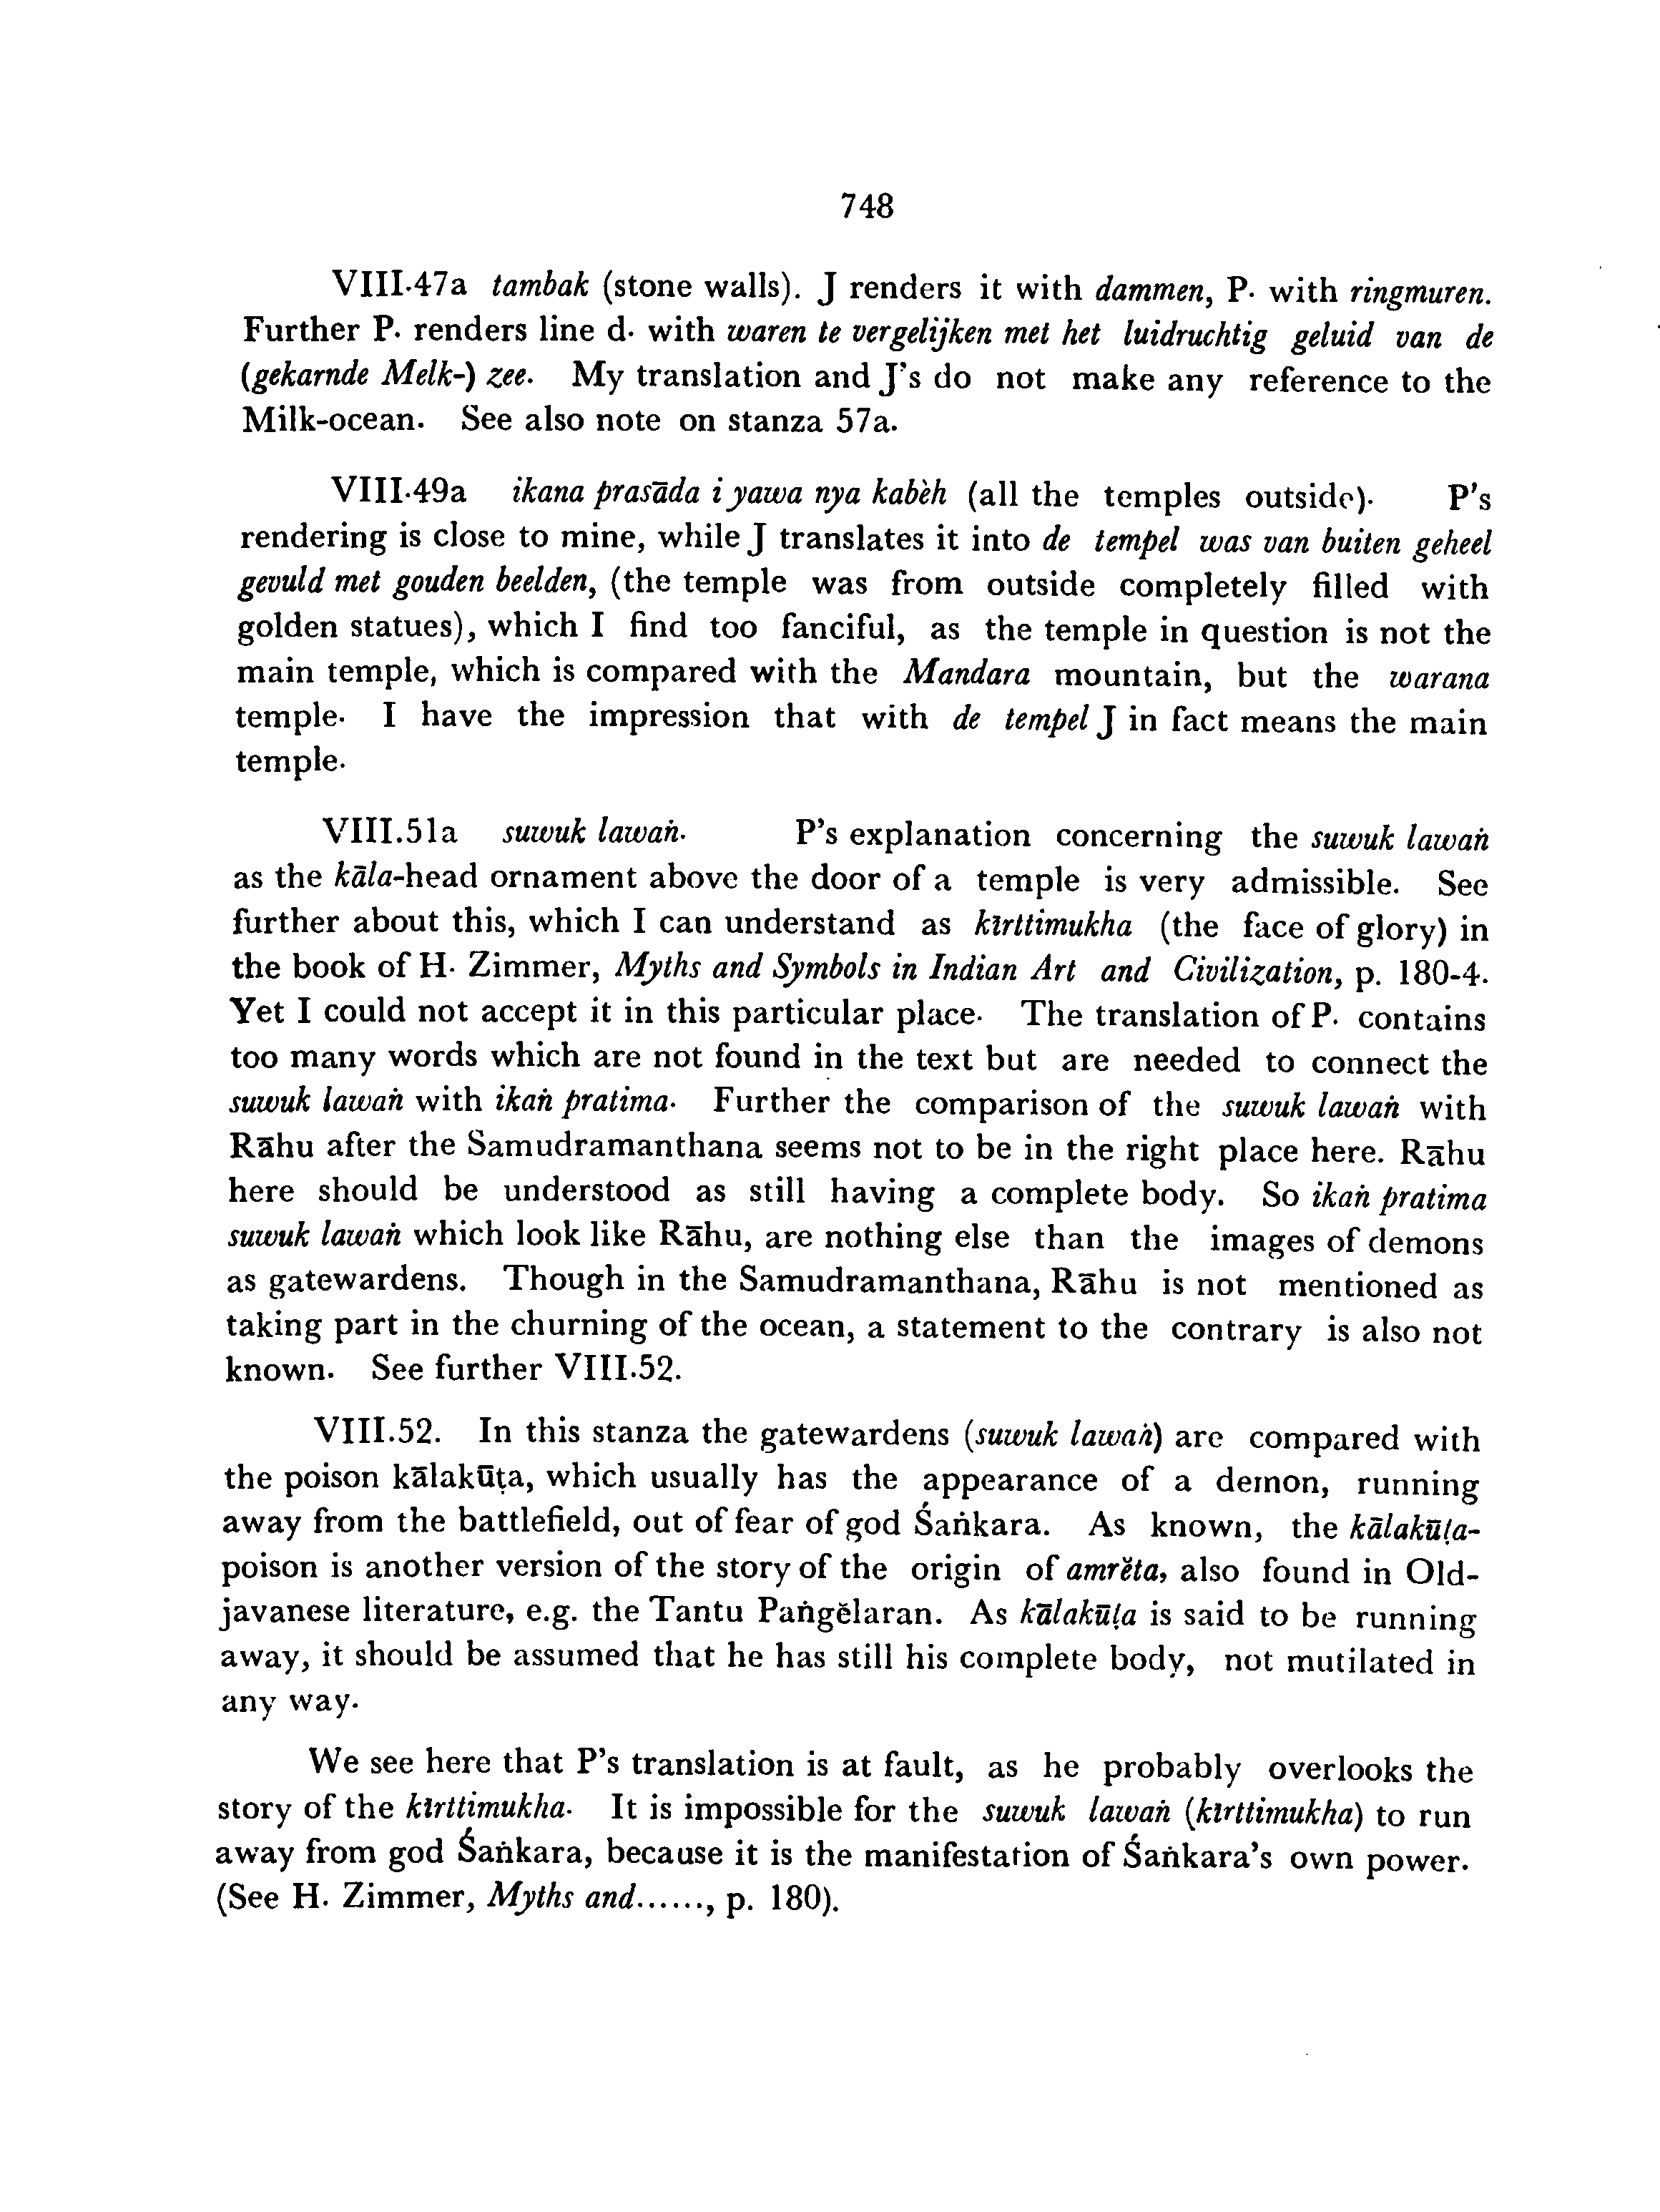 748
VIII.47a tambak (stone walls). J renders it with dammen, P. with ringmuren.
Further P. renders line d. with waren te vergelijken met het luidruchtig geluid van de
(gekarnde Melk-) zee. My translation and J's do not make any reference to the
Milk-ocean. See also note on stanza 57a.
VIII.49a ikana prasāda i yawa nya kabèh (all the temples outside). P's
rendering is close to mine, while J translates it into de tempel was van buiten geheel
gevuld met gouden beelden, (the temple was from outside completely filled with
golden statues), which I find too fanciful, as the temple in question is not the
main temple, which is compared with the Mandara mountain, but the warana
temple. I have the impression that with de tempel J in fact means the main
temple.
VIII.51a suwuk lawaṅ. P's explanation concerning the suwuk lawaṅ
as the kāla-head ornament above the door of a temple is very admissible. See
further about this, which I can understand as kīrttimukha (the face of glory) in
the book of H. Zimmer, Myths and Symbols in Indian Art and Civilization, p. 180-4.
Yet I could not accept it in this particular place. The translation of P. contains
too many words which are not found in the text but are needed to connect the
suwuk lawaṅ with ikaṅ pratima. Further the comparison of the suwuk lawaṅ with
Rāhu after the Samudramanthana seems not to be in the right place here. Rāhu
here should be understood as still having a complete body. So ikaṅ pratima
suwuk lawaṅ which look like Rāhu, are nothing else than the images of demons
as gatewardens. Though in the Samudramanthana, Rāhu is not mentioned as
taking part in the churning of the ocean, a statement to the contrary is also not
known. See further VIII.52.
VIII.52. In this stanza the gatewardens (suwuk lawaṅ) are compared with
the poison kālakūṭa, which usually has the appearance of a demon, running
away from the battlefield, out of fear of god Śaṅkara. As known, the kālakūṭa-
poison is another version of the story of the origin of amrĕta, also found in Old-
javanese literature, e.g. the Tantu Paṅgĕlaran. As kālakūṭa is said to be running
away, it should be assumed that he has still his complete body, not mutilated in
any way.
We see here that P's translation is at fault, as he probably overlooks the
story of the kīrttimukha. It is impossible for the suwuk lawaṅ (kīrttimukha) to run
away from god Śaṅkara, because it is the manifestation of Śaṅkara's own power.
(See H. Zimmer, Myths and......, p. 180).